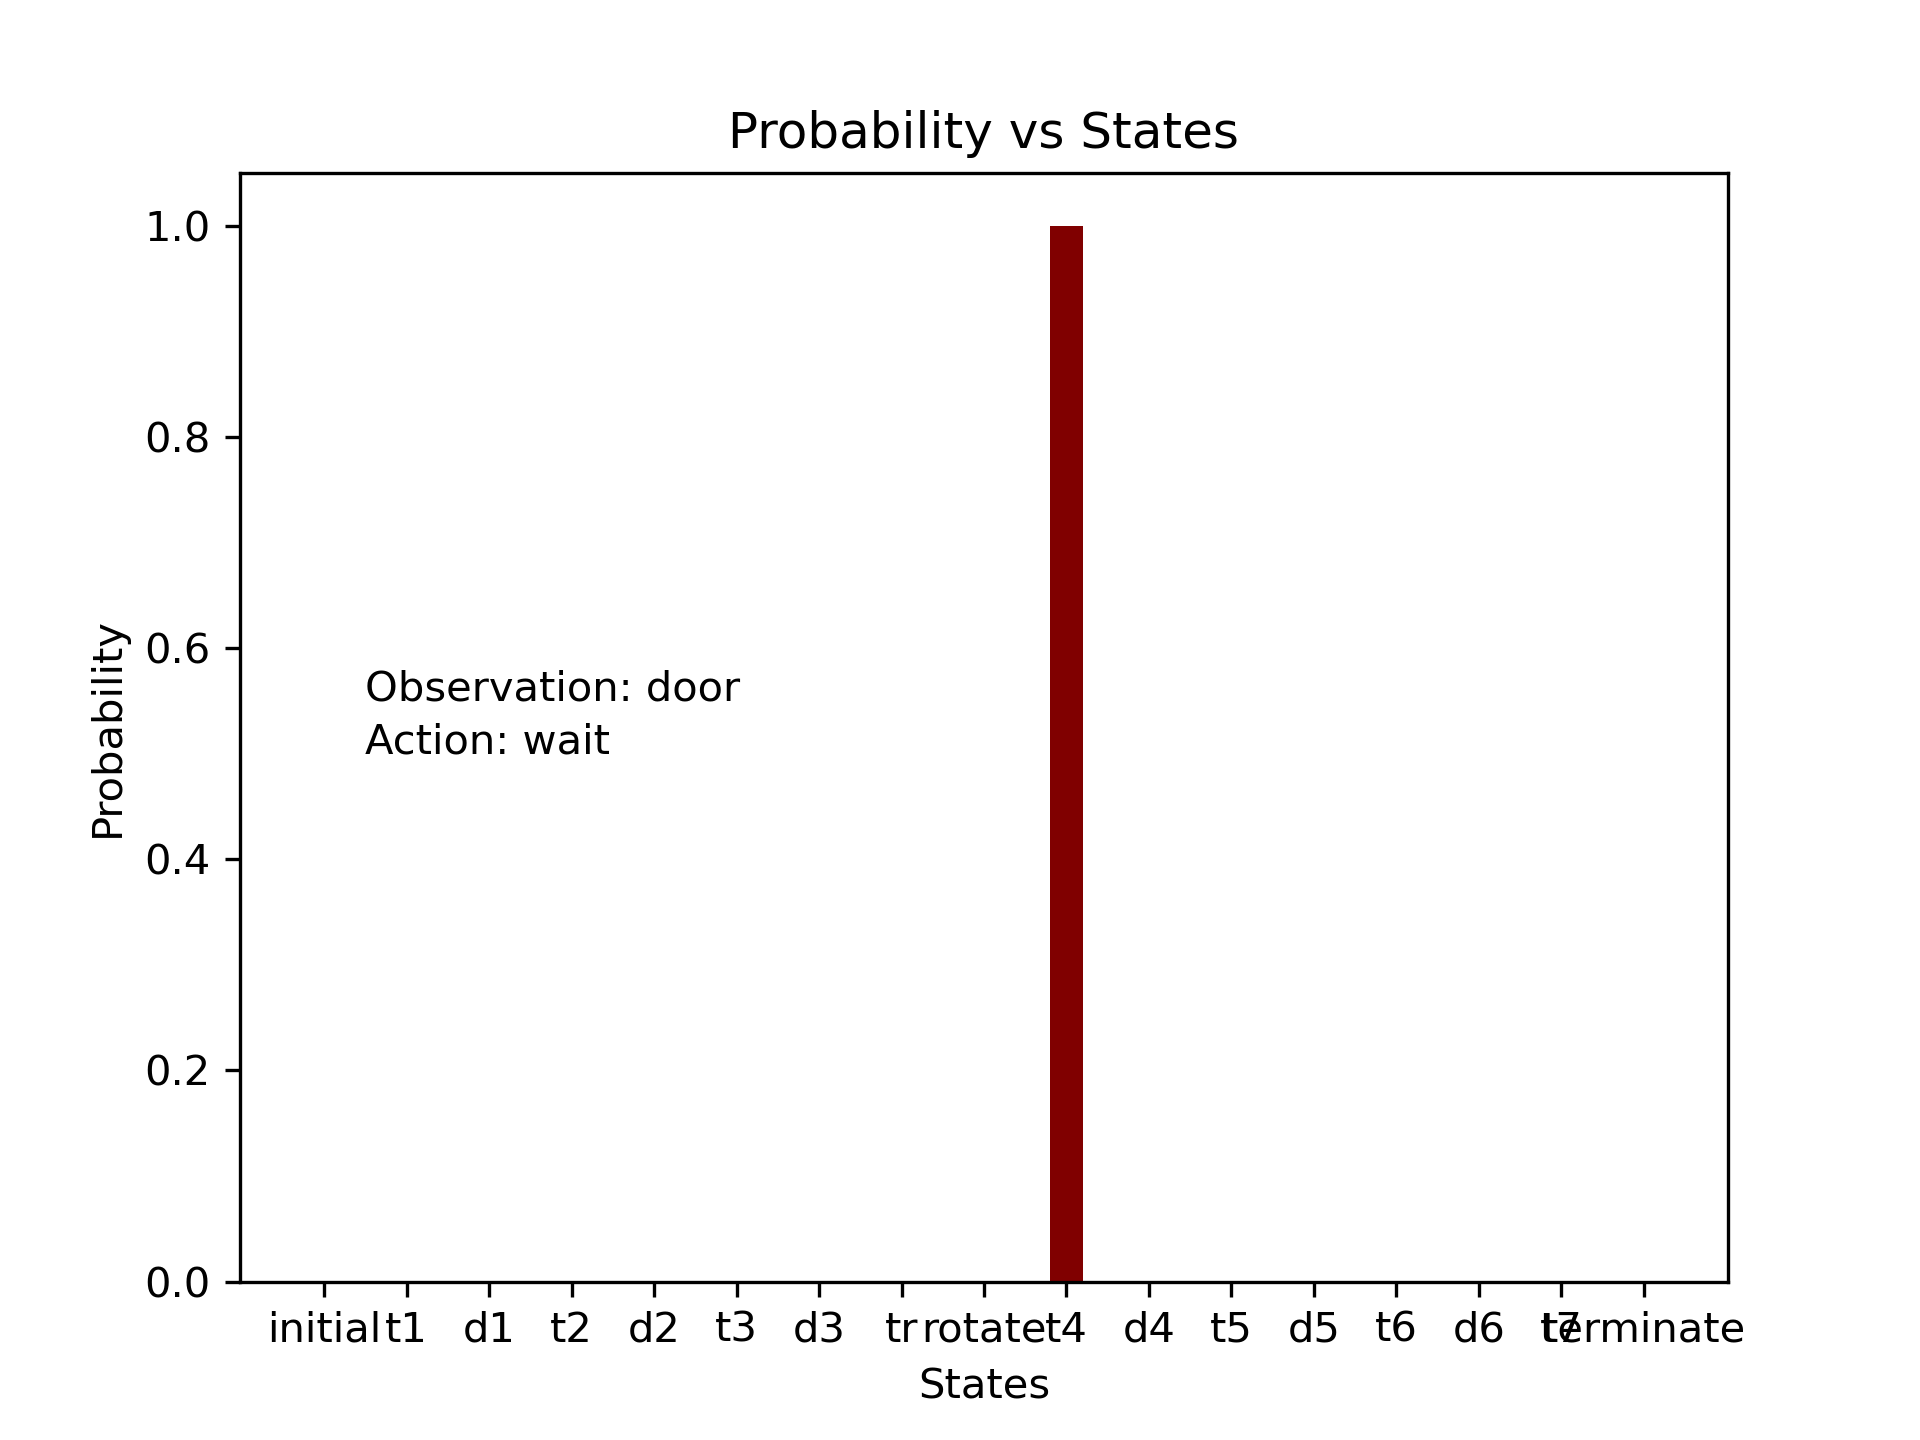 Probability vs States
1.0
0.8
0.6
0.4
0.2
0.0
Probability
Observation: door
Action: wait
initial t1 d1 t2 d2 t3 d3 tr rotate t4 d4 t5 d5 t6 d6 t7 terminate
States